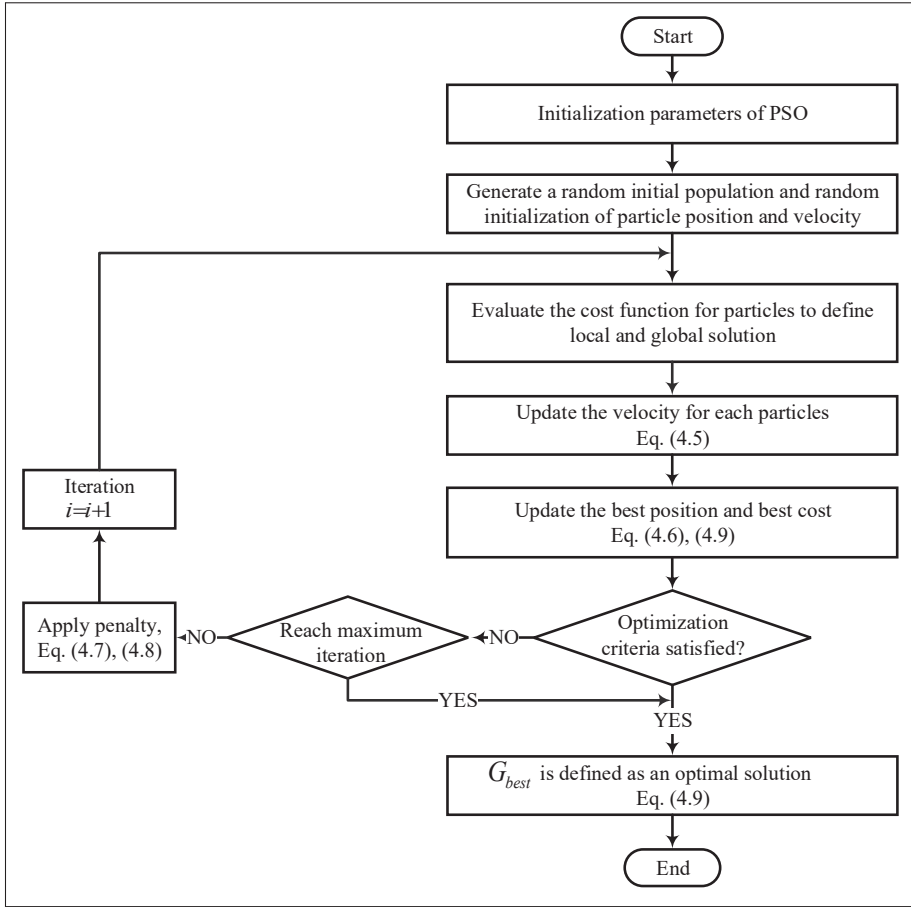 Start
Initialization parameters of PSO
Generate a random initial population and random
initialization of particle position and velocity
Evaluate the cost function for particles to define
local and global solution
Update the velocity for each particles
Eq. (4.5)
Iteration
i=i+1
Update the best position and best cost
Eq. (4.6), (4.9)
Apply penalty,
Eq. (4.7), (4.8)
NO
Reach maximum
iteration
NO
Optimization
criteria satisfied?
YES
YES
G_best is defined as an optimal solution
Eq. (4.9)
End